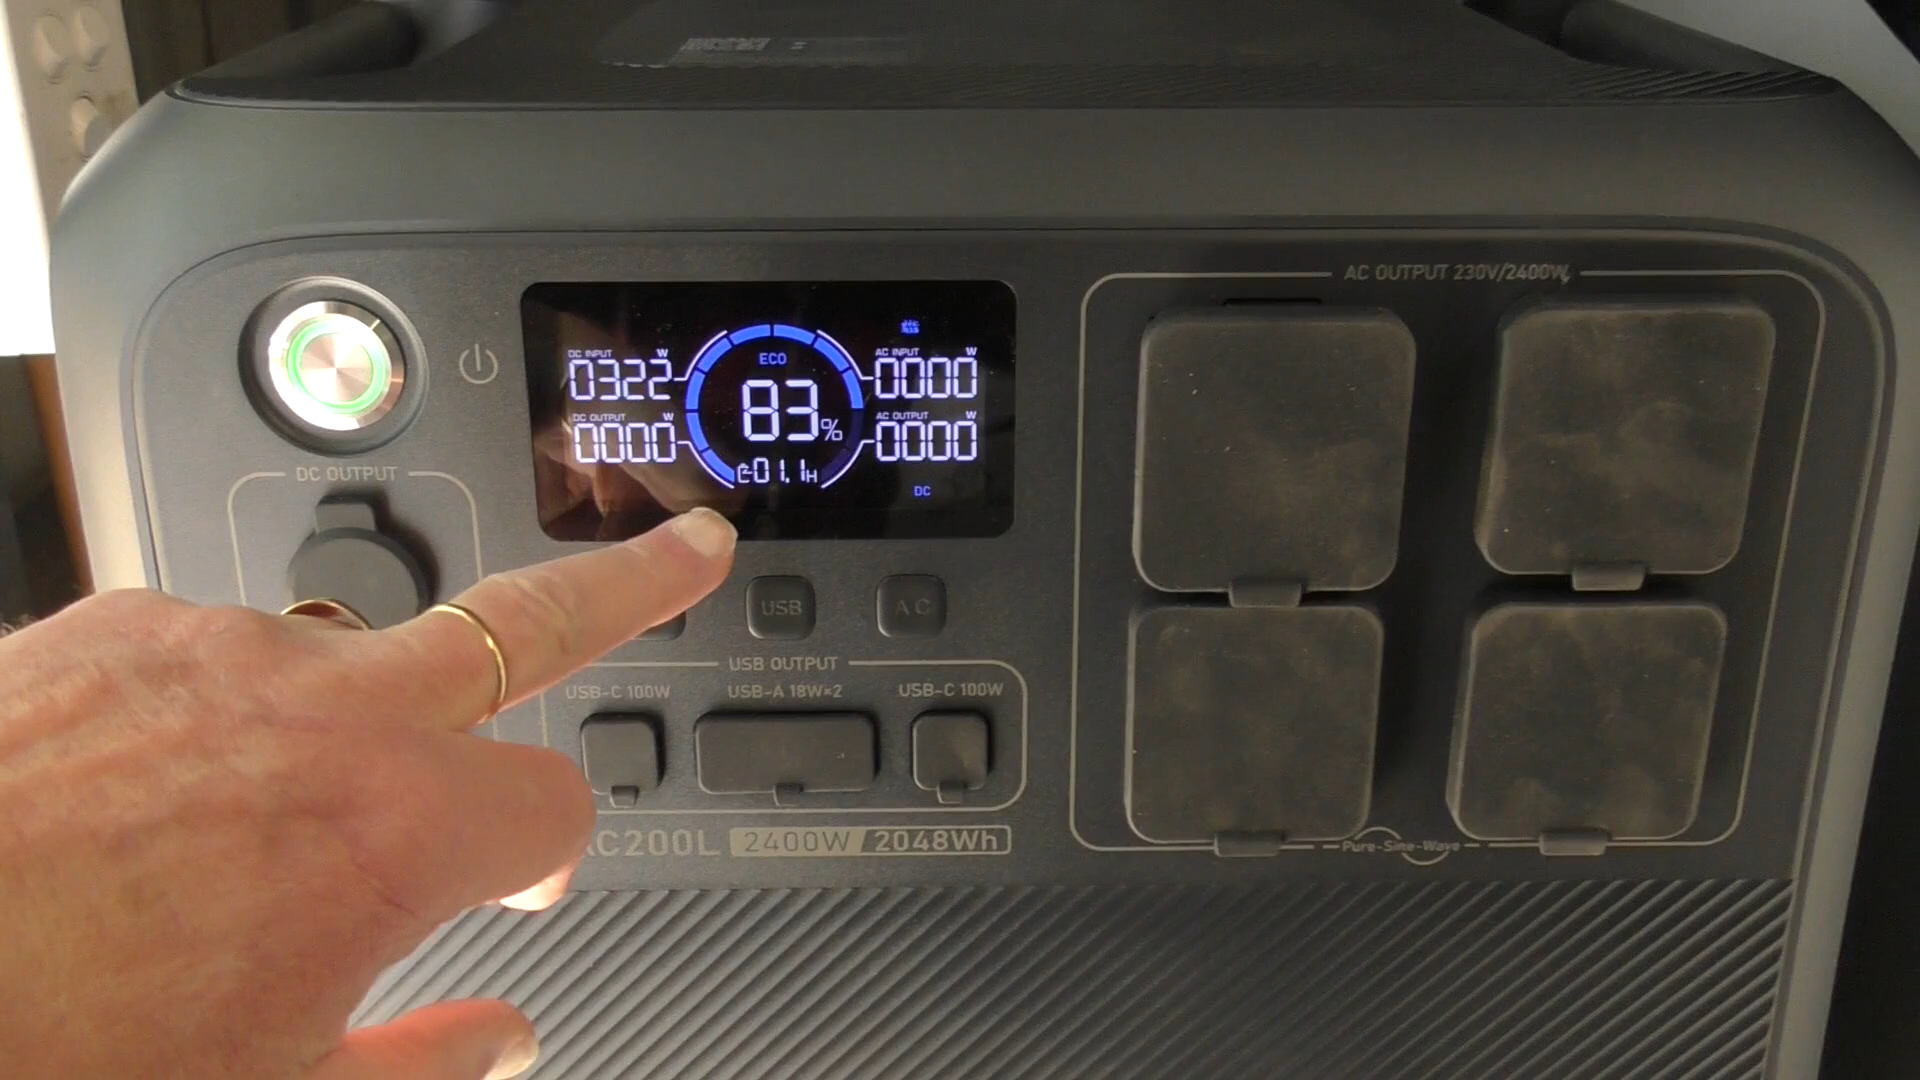 AC OUTPUT 230V/2400W
DC INPUT W
0322
ECO
AC INPUT W
0000
83%
DC OUTPUT W
0000
AC OUTPUT W
0000
01.1H
DC
DC OUTPUT
USB
AC
USB OUTPUT
USB-C 100W
USB-A 18W×2
USB-C 100W
AC200L 2400W 2048Wh
Pure-Sine-Wave